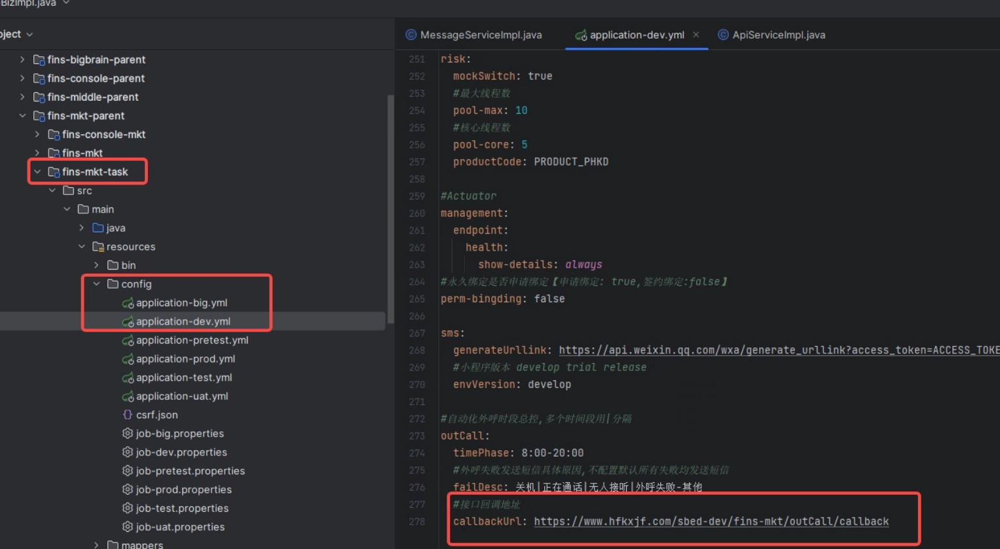 BizImpl.java
oject
fins-bigbrain-parent
fins-console-parent
fins-middle-parent
fins-mkt-parent
fins-console-mkt
fins-mkt
fins-mkt-task
src
main
java
resources
bin
config
application-big.yml
application-dev.yml
application-pretest.yml
application-prod.yml
application-test.yml
application-uat.yml
csrf.json
job-big.properties
job-dev.properties
job-pretest.properties
job-prod.properties
job-test.properties
job-uat.properties
mappers
MessageServiceImpl.java application-dev.yml ApiServiceImpl.java
251 risk:
252 mockSwitch: true
253 #最大线程数
254 pool-max: 10
255 #核心线程数
256 pool-core: 5
257 productCode: PRODUCT_PHKD
258
259 #Actuator
260 management:
261 endpoint:
262 health:
263 show-details: always
264 #永久绑定是否申请绑定【申请绑定: true,签约绑定:false】
265 perm-bingding: false
266
267 sms:
268 generateUrllink: https://api.weixin.qq.com/wxa/generate_urllink?access_token=ACCESS_TOKE
269 #小程序版本 develop trial release
270 envVersion: develop
271
272 #自动化外呼时段总控,多个时间段用|分隔
273 outCall:
274 timePhase: 8:00-20:00
275 #外呼失败发送短信具体原因,不配置默认所有失败均发送短信
276 failDesc: 关机|正在通话|无人接听|外呼失败-其他
277 #接口回调地址
278 callbackUrl: https://www.hfkxjf.com/sbed-dev/fins-mkt/outCall/callback